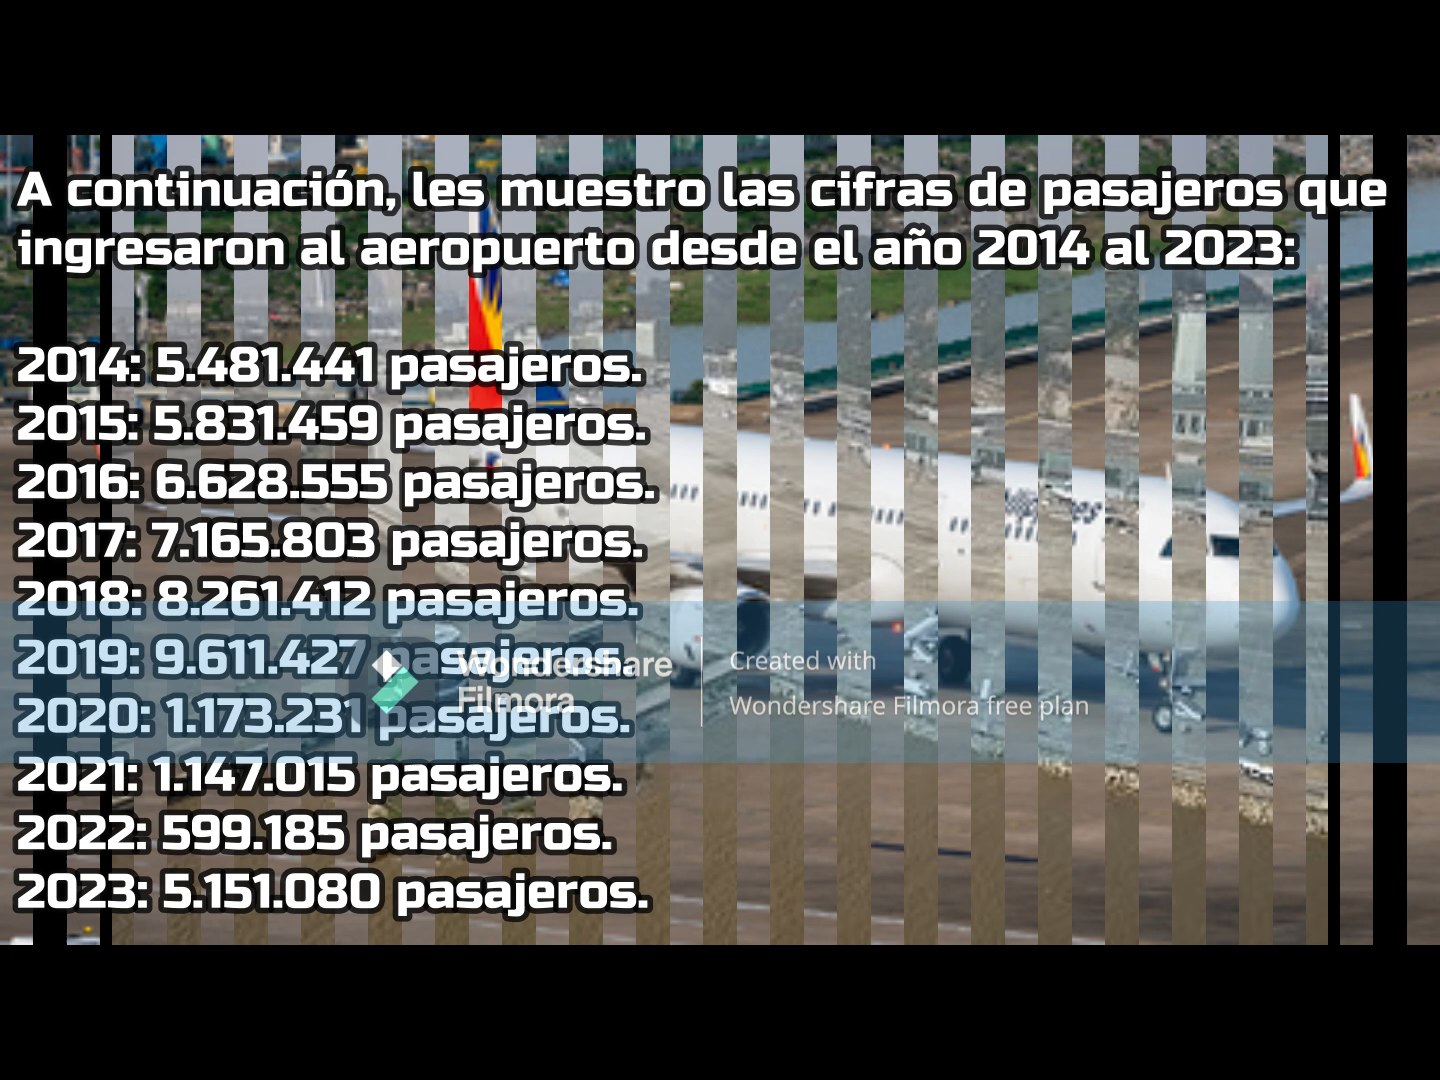 A continuación, les muestro las cifras de pasajeros que
ingresaron al aeropuerto desde el año 2014 al 2023:
2014: 5.481.441 pasajeros.
2015: 5.831.459 pasajeros.
2016: 6.628.555 pasajeros.
2017: 7.165.803 pasajeros.
2018: 8.261.412 pasajeros.
2019: 9.611.427 pasajeros.
2020: 1.173.231 pasajeros.
2021: 1.147.015 pasajeros.
2022: 599.185 pasajeros.
2023: 5.151.080 pasajeros.
Wondershare
Filmora
Created with
Wondershare Filmora free plan